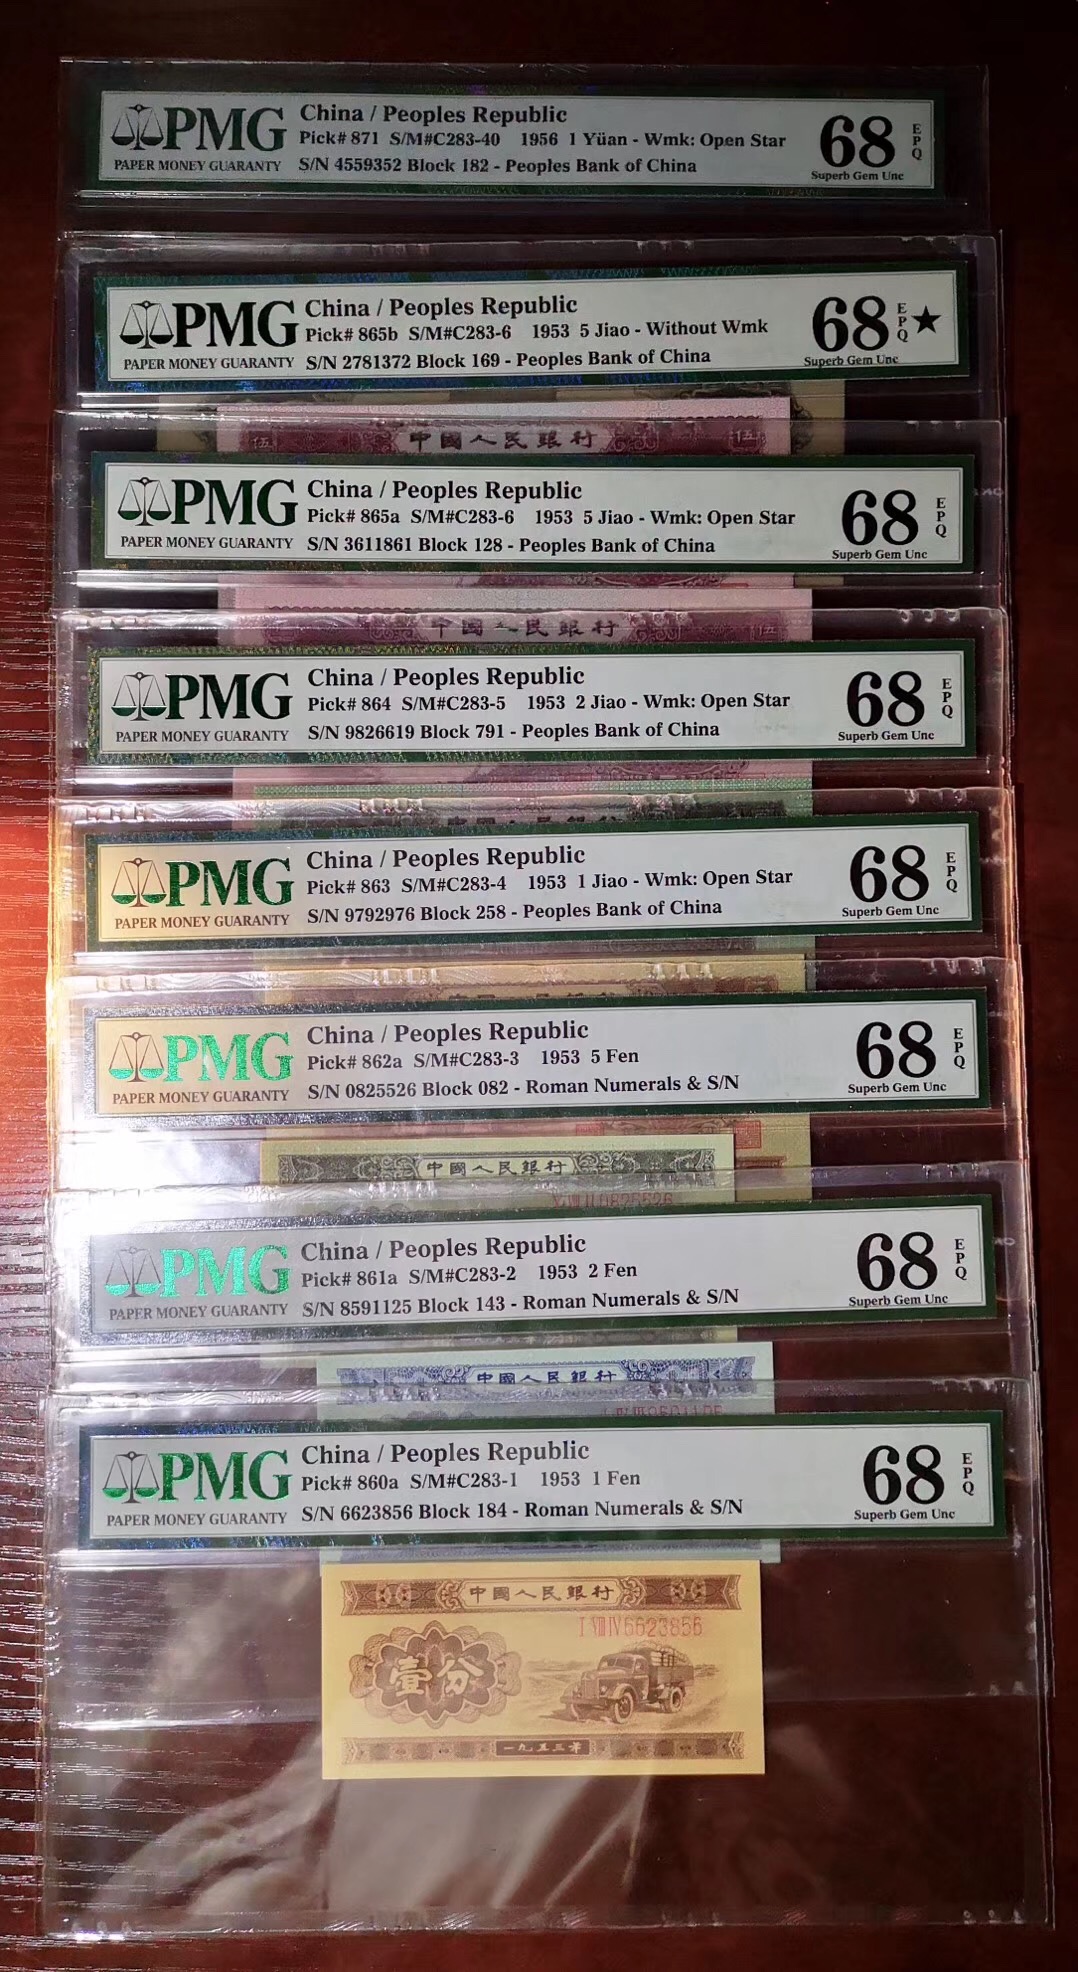 PMG
PAPER MONEY GUARANTY
China / Peoples Republic
Pick# 871 S/M#C283-40 1956 1 Yüan - Wmk: Open Star
S/N 4559352 Block 182 - Peoples Bank of China
68 EPQ
Superb Gem Unc
PMG
PAPER MONEY GUARANTY
China / Peoples Republic
Pick# 865b S/M#C283-6 1953 5 Jiao - Without Wmk
S/N 2781372 Block 169 - Peoples Bank of China
68 EPQ ★
Superb Gem Unc
伍 中國人民銀行 伍
PMG
PAPER MONEY GUARANTY
China / Peoples Republic
Pick# 865a S/M#C283-6 1953 5 Jiao - Wmk: Open Star
S/N 3611861 Block 128 - Peoples Bank of China
68 EPQ
Superb Gem Unc
中國人民銀行 伍
PMG
PAPER MONEY GUARANTY
China / Peoples Republic
Pick# 864 S/M#C283-5 1953 2 Jiao - Wmk: Open Star
S/N 9826619 Block 791 - Peoples Bank of China
68 EPQ
Superb Gem Unc
PMG
PAPER MONEY GUARANTY
China / Peoples Republic
Pick# 863 S/M#C283-4 1953 1 Jiao - Wmk: Open Star
S/N 9792976 Block 258 - Peoples Bank of China
68 EPQ
Superb Gem Unc
PMG
PAPER MONEY GUARANTY
China / Peoples Republic
Pick# 862a S/M#C283-3 1953 5 Fen
S/N 0825526 Block 082 - Roman Numerals & S/N
68 EPQ
Superb Gem Unc
中國人民銀行
0825526
PMG
PAPER MONEY GUARANTY
China / Peoples Republic
Pick# 861a S/M#C283-2 1953 2 Fen
S/N 8591125 Block 143 - Roman Numerals & S/N
68 EPQ
Superb Gem Unc
中國人民銀行
PMG
PAPER MONEY GUARANTY
China / Peoples Republic
Pick# 860a S/M#C283-1 1953 1 Fen
S/N 6623856 Block 184 - Roman Numerals & S/N
68 EPQ
Superb Gem Unc
中國人民銀行
I VIII IV 6623856
壹分
一九五三年